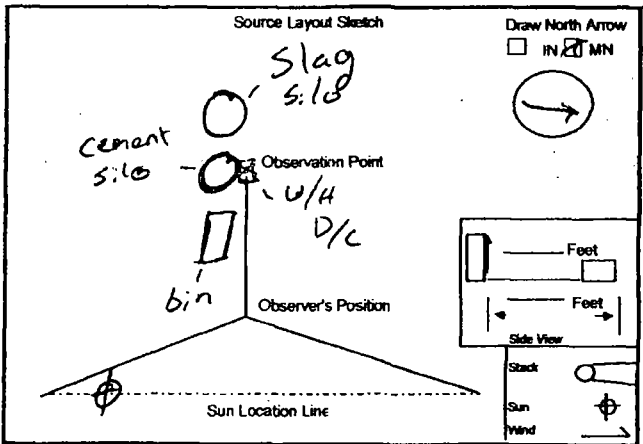 Source Layout Sketch
Draw North Arrow
IN MN
Slag
silo
cement
silo
Observation Point
W/H
D/C
bin
Observer's Position
Sun Location Line
Feet
Feet
Side View
Stack
Sun
Wind